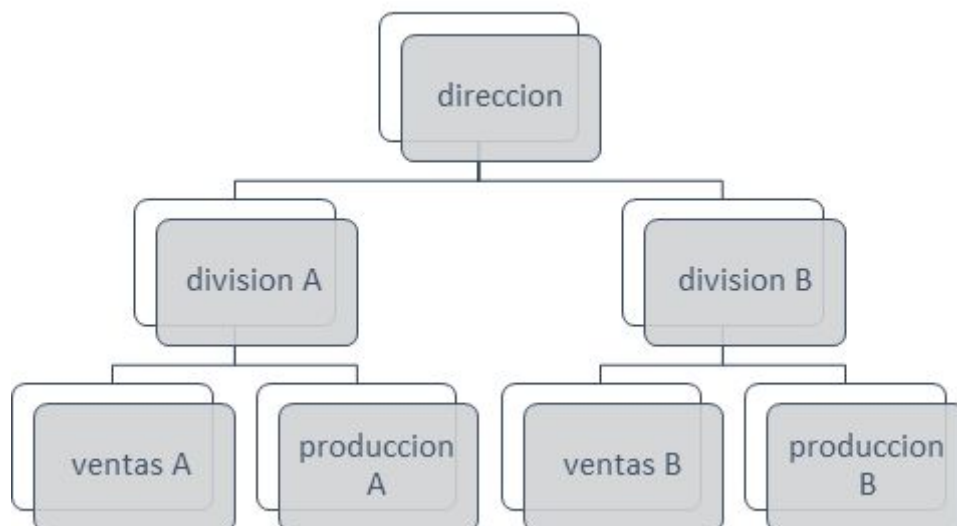 direccion
division A
division B
ventas A
produccion
A
ventas B
produccion
B